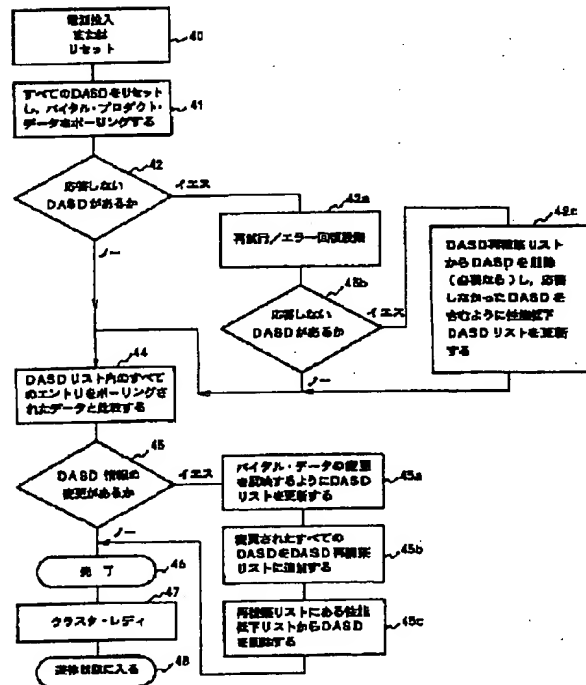 電源投入
または
リセット
40
すべてのDASDをリセット
し、バイタル・プロダクト・
データをポーリングする
41
応答しない
DASDがあるか
42
イエス
ノー
再試行／エラー回復段階
43a
応答しない
DASDがあるか
45b
イエス
ノー
DASD再構築リスト
からDASDを削除
(必要なら)し、応答
しなかったDASDを
含むように性能低下
DASDリストを更新
する
42c
DASDリスト内のすべて
のエントリをポーリングさ
れたデータと比較する
44
DASD情報の
変更があるか
45
イエス
ノー
バイタル・データの変更
を反映するようにDASD
リストを更新する
45a
変更されたすべての
DASDをDASD再構築
リストに追加する
45b
再構築リストにある性能
低下リストからDASD
を削除する
45c
完了
46
クラスタ・レディ
47
遊休状態に入る
48